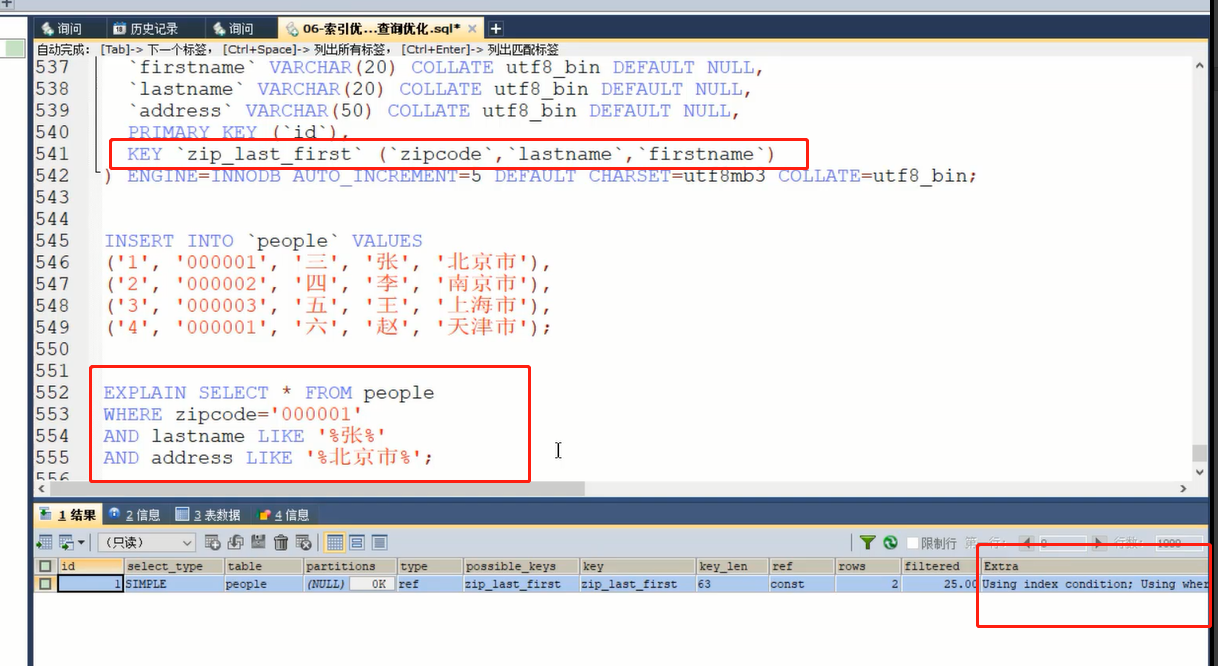 询问 历史记录 询问 06-索引优...查询优化.sql*
自动完成: [Tab]-> 下一个标签, [Ctrl+Space]-> 列出所有标签, [Ctrl+Enter]-> 列出匹配标签
537 `firstname` VARCHAR(20) COLLATE utf8_bin DEFAULT NULL,
538 `lastname` VARCHAR(20) COLLATE utf8_bin DEFAULT NULL,
539 `address` VARCHAR(50) COLLATE utf8_bin DEFAULT NULL,
540 PRIMARY KEY (`id`),
541 KEY `zip_last_first` (`zipcode`,`lastname`,`firstname`)
542 ) ENGINE=INNODB AUTO_INCREMENT=5 DEFAULT CHARSET=utf8mb3 COLLATE=utf8_bin;
543
544
545 INSERT INTO `people` VALUES
546 ('1', '000001', '三', '张', '北京市'),
547 ('2', '000002', '四', '李', '南京市'),
548 ('3', '000003', '五', '王', '上海市'),
549 ('4', '000001', '六', '赵', '天津市');
550
551
552 EXPLAIN SELECT * FROM people
553 WHERE zipcode='000001'
554 AND lastname LIKE '%张%'
555 AND address LIKE '%北京市%';
556
1 结果 2 信息 3 表数据 4 信息
(只读) 限制行 第一行: 0 行数: 1000
id select_type table partitions type possible_keys key key_len ref rows filtered Extra
1 SIMPLE people (NULL) 0K ref zip_last_first zip_last_first 63 const 2 25.00 Using index condition; Using wher